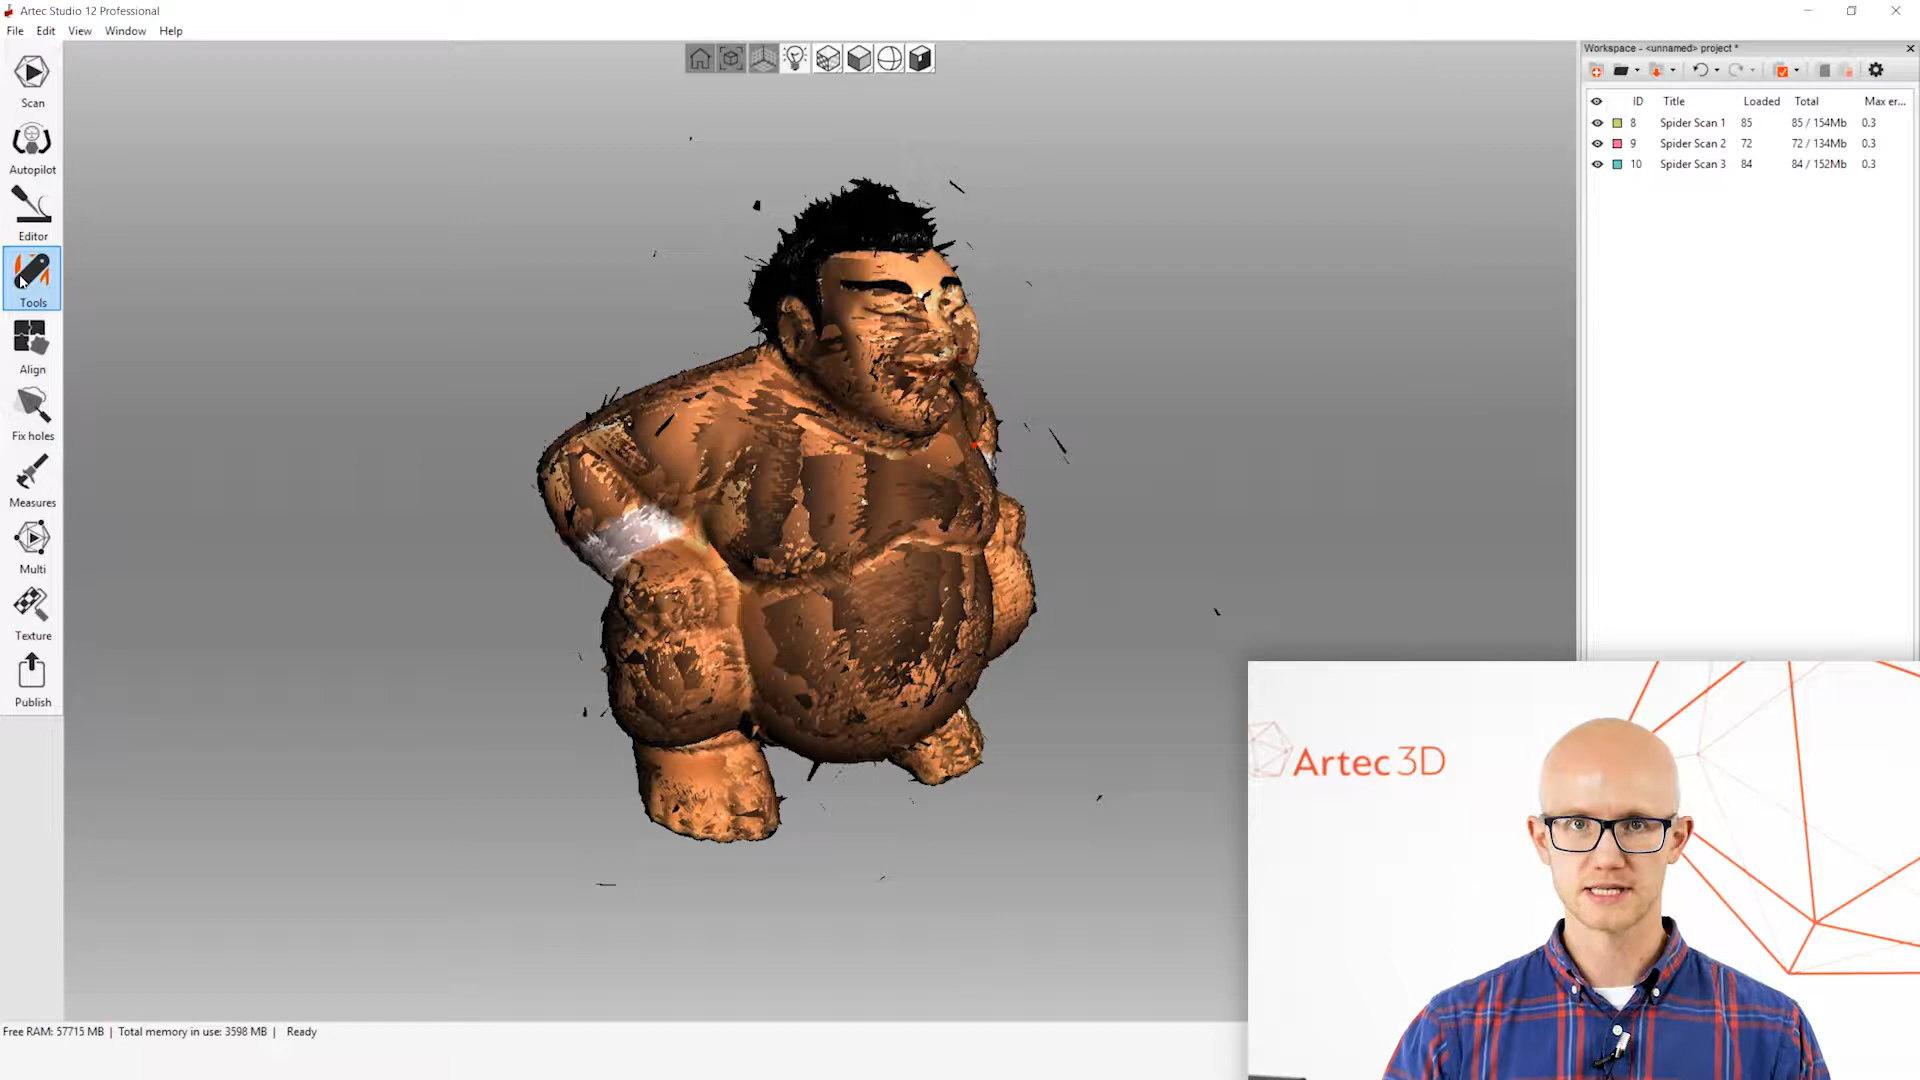 Artec Studio 12 Professional
File Edit View Window Help
Scan
Autopilot
Editor
Tools
Align
Fix holes
Measures
Multi
Texture
Publish
Workspace - <unnamed> project *
ID Title Loaded Total Max er...
8 Spider Scan 1 85 85 / 154Mb 0.3
9 Spider Scan 2 72 72 / 134Mb 0.3
10 Spider Scan 3 84 84 / 152Mb 0.3
Artec 3D
Free RAM: 57715 MB | Total memory in use: 3598 MB | Ready